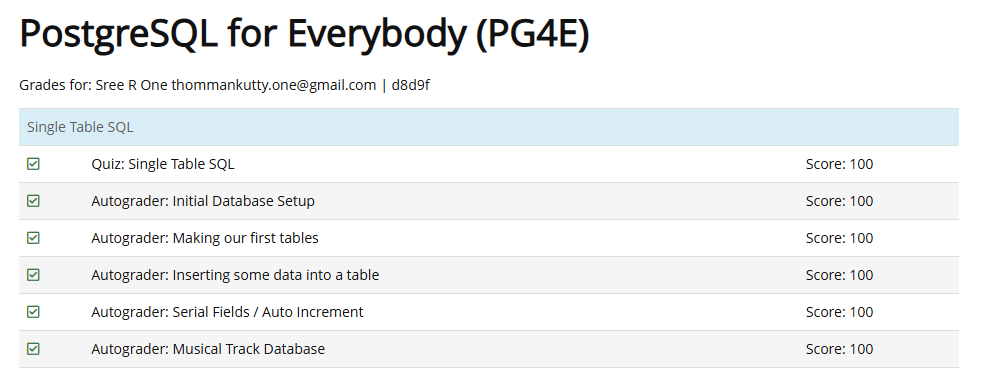 PostgreSQL for Everybody (PG4E)
Grades for: Sree R One thommankutty.one@gmail.com | d8d9f
Single Table SQL
Quiz: Single Table SQL Score: 100
Autograder: Initial Database Setup Score: 100
Autograder: Making our first tables Score: 100
Autograder: Inserting some data into a table Score: 100
Autograder: Serial Fields / Auto Increment Score: 100
Autograder: Musical Track Database Score: 100